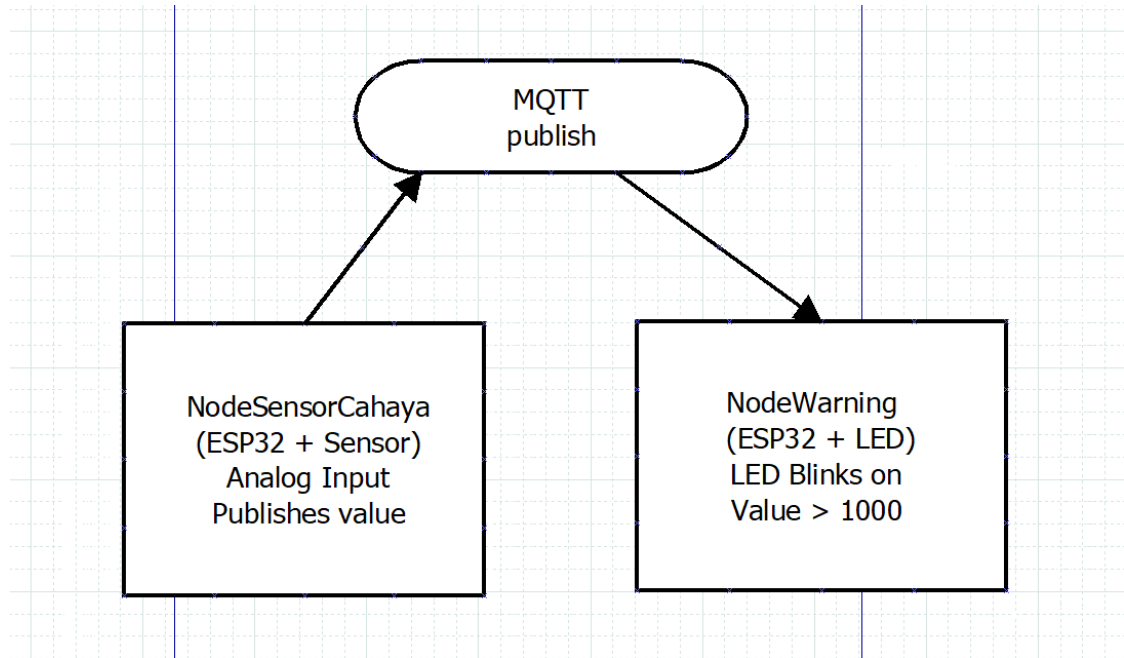 MQTT
publish
NodeSensorCahaya
(ESP32 + Sensor)
Analog Input
Publishes value
NodeWarning
(ESP32 + LED)
LED Blinks on
Value > 1000